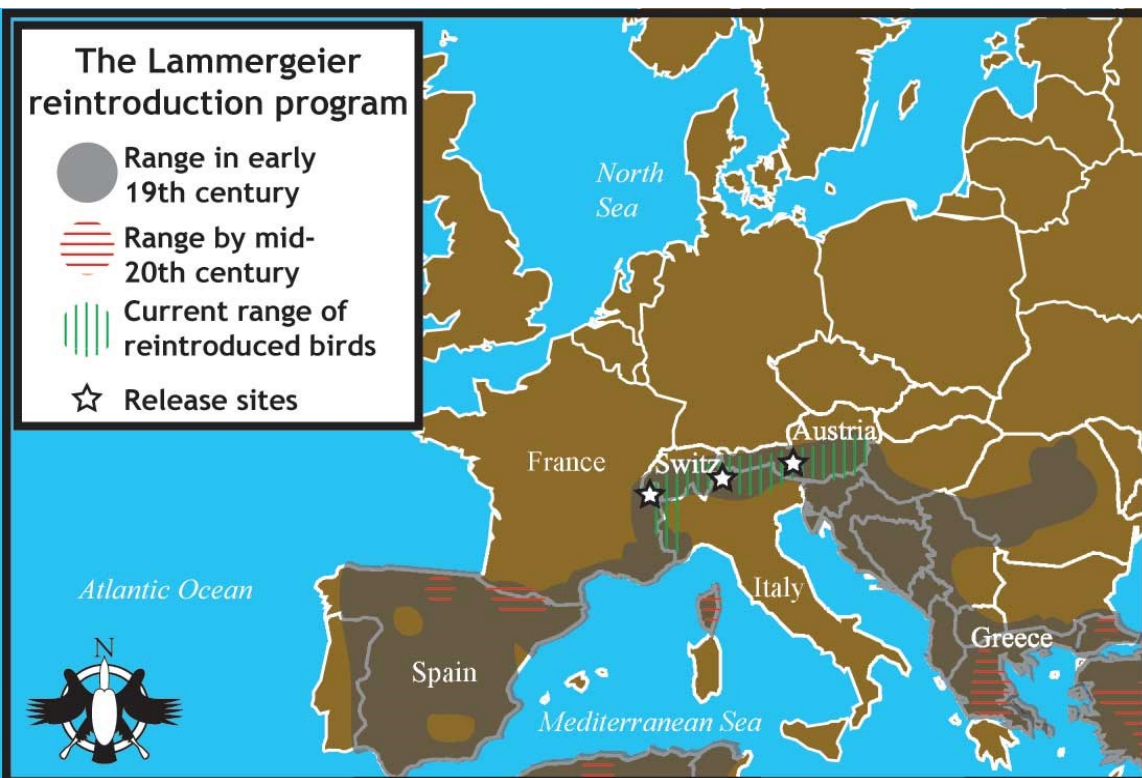 The Lammergeier
reintroduction program
Range in early
19th century
Range by mid-
20th century
Current range of
reintroduced birds
Release sites
North
Sea
Austria
Switz
France
Atlantic Ocean
Italy
Greece
Spain
Mediterranean Sea
N